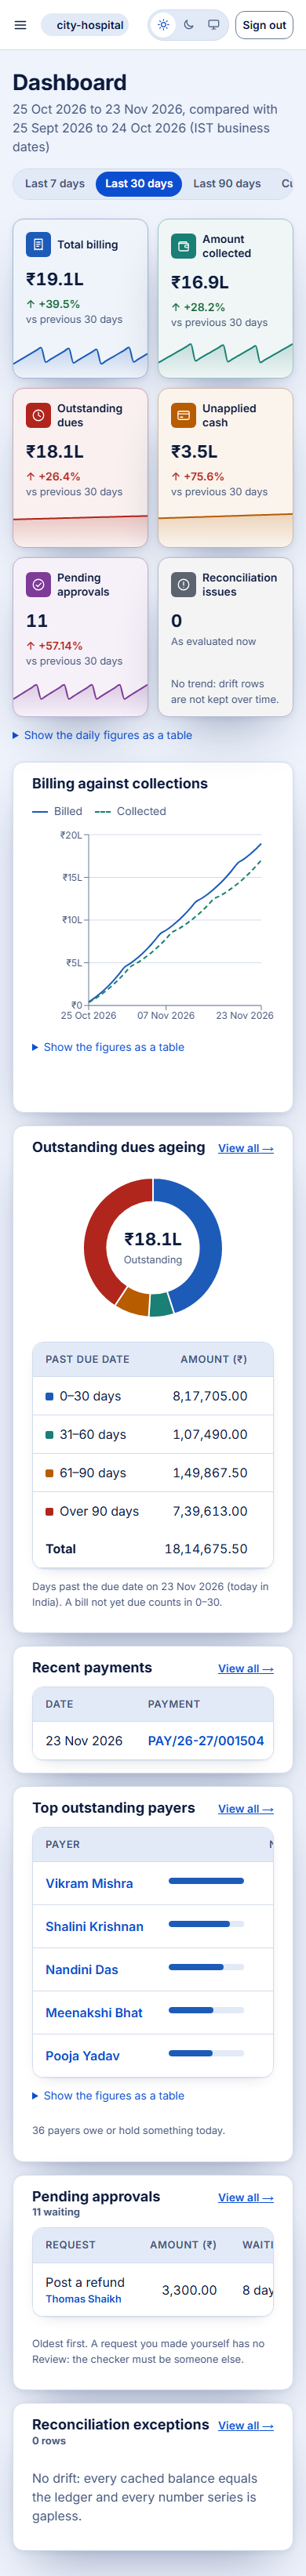 city-hospital
Sign out
Dashboard
25 Oct 2026 to 23 Nov 2026, compared with
25 Sept 2026 to 24 Oct 2026 (IST business
dates)
Last 7 days
Last 30 days
Last 90 days
Total billing
₹19.1L
↑ +39.5%
vs previous 30 days
Amount
collected
₹16.9L
↑ +28.2%
vs previous 30 days
Outstanding
dues
₹18.1L
↑ +26.4%
vs previous 30 days
Unapplied
cash
₹3.5L
↑ +75.6%
vs previous 30 days
Pending
approvals
11
↑ +57.14%
vs previous 30 days
Reconciliation
issues
0
As evaluated now
No trend: drift rows
are not kept over time.
▶ Show the daily figures as a table
Billing against collections
Billed
Collected
₹20L
₹15L
₹10L
₹5L
₹0
25 Oct 2026
07 Nov 2026
23 Nov 2026
▶ Show the figures as a table
Outstanding dues ageing
View all →
₹18.1L
Outstanding
PAST DUE DATE AMOUNT (₹)
0–30 days 8,17,705.00
31–60 days 1,07,490.00
61–90 days 1,49,867.50
Over 90 days 7,39,613.00
Total 18,14,675.50
Days past the due date on 23 Nov 2026 (today in
India). A bill not yet due counts in 0–30.
Recent payments
View all →
DATE PAYMENT
23 Nov 2026 PAY/26-27/001504
Top outstanding payers
View all →
PAYER
Vikram Mishra
Shalini Krishnan
Nandini Das
Meenakshi Bhat
Pooja Yadav
▶ Show the figures as a table
36 payers owe or hold something today.
Pending approvals
View all →
11 waiting
REQUEST AMOUNT (₹)
Post a refund 3,300.00 8
Thomas Shaikh
Oldest first. A request you made yourself has no
Review: the checker must be someone else.
Reconciliation exceptions
View all →
0 rows
No drift: every cached balance equals
the ledger and every number series is
gapless.